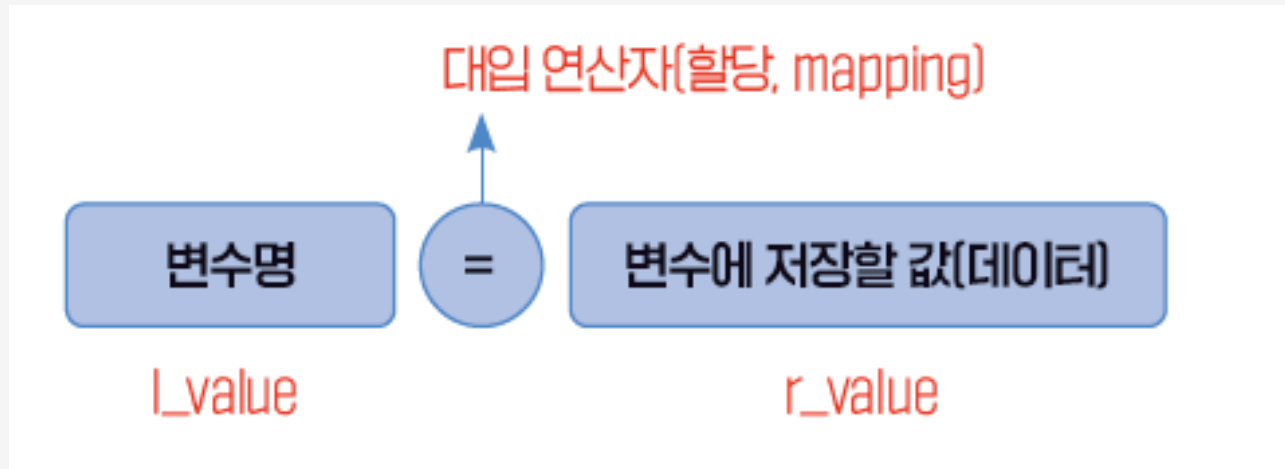 대입 연산자(할당, mapping)
변수명 = 변수에 저장할 값(데이터)
l_value r_value